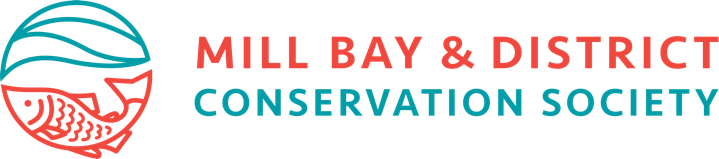 MILL BAY & DISTRICT
CONSERVATION SOCIETY